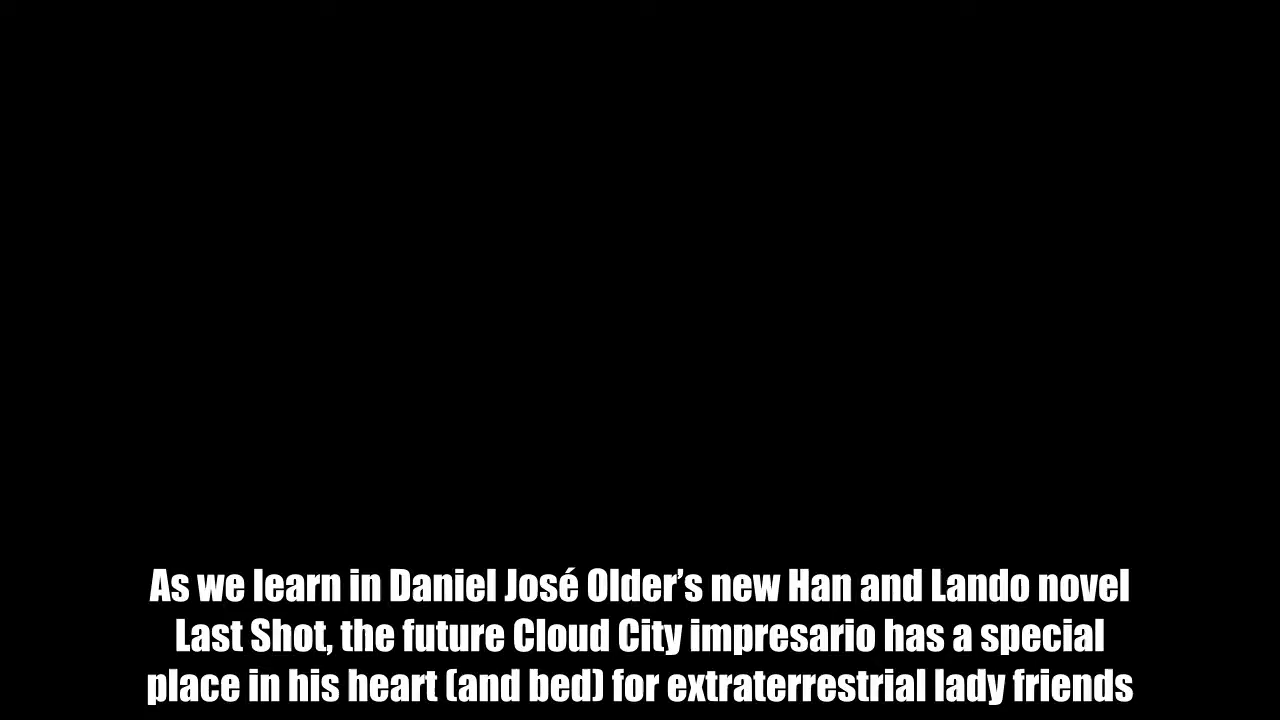 As we learn in Daniel José Older’s new Han and Lando novel
Last Shot, the future Cloud City impresario has a special
place in his heart (and bed) for extraterrestrial lady friends